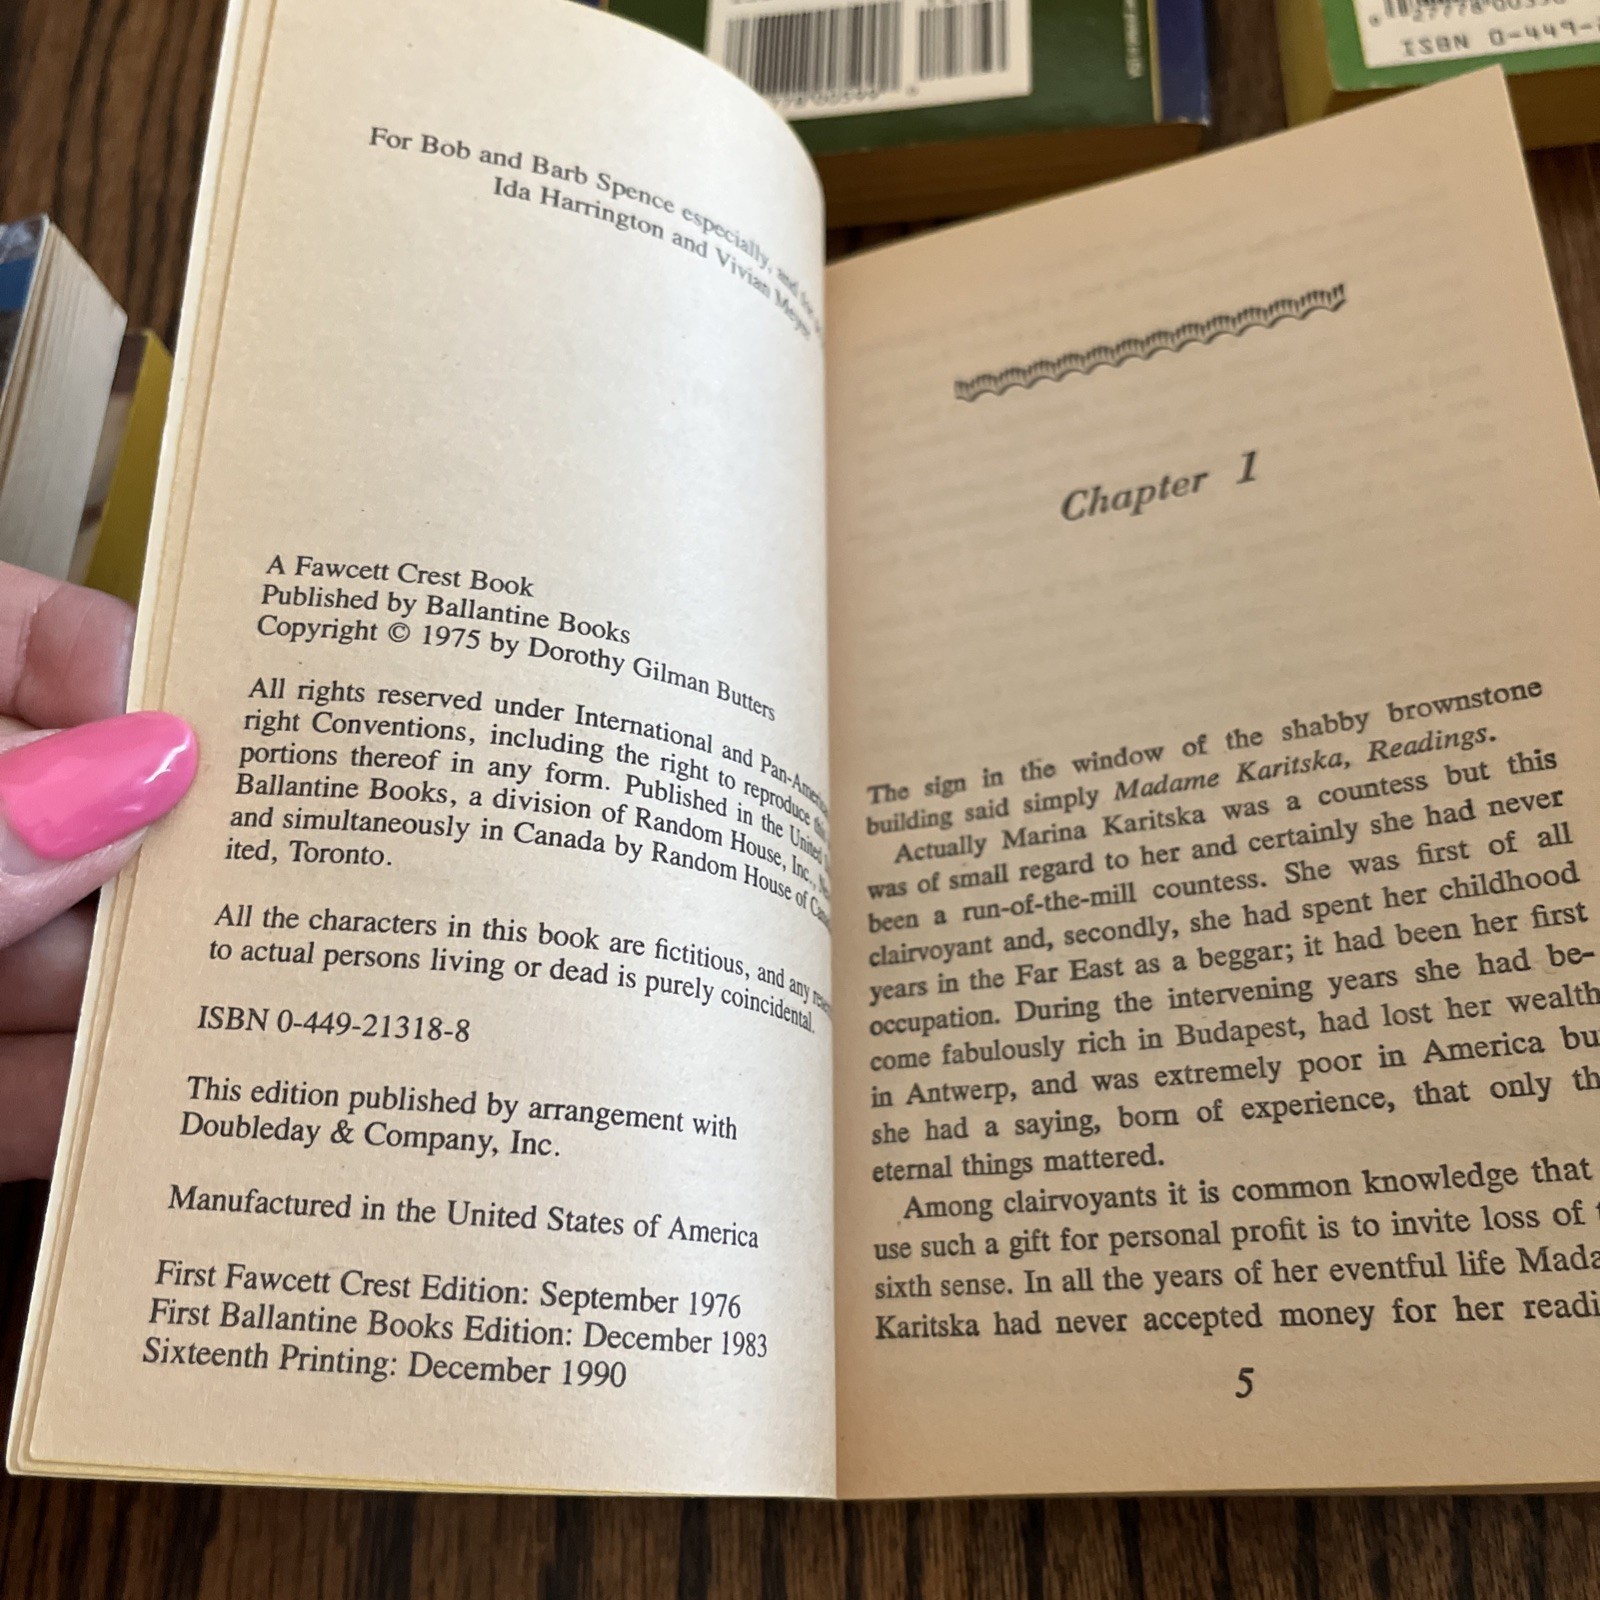 ISBN 0-449-
For Bob and Barb Spence especially, and for
Ida Harrington and Vivian Meyer
A Fawcett Crest Book
Published by Ballantine Books
Copyright © 1975 by Dorothy Gilman Butters
All rights reserved under International and Pan-America
right Conventions, including the right to reproduce this
portions thereof in any form. Published in the United
Ballantine Books, a division of Random House, Inc.,
and simultaneously in Canada by Random House of Cana
ited, Toronto.
All the characters in this book are fictitious, and any
to actual persons living or dead is purely coincidental.
ISBN 0-449-21318-8
This edition published by arrangement with
Doubleday & Company, Inc.
Manufactured in the United States of America
First Fawcett Crest Edition: September 1976
First Ballantine Books Edition: December 1983
Sixteenth Printing: December 1990
Chapter 1
The sign in the window of the shabby brownstone
building said simply Madame Karitska, Readings.
Actually Marina Karitska was a countess but this
was of small regard to her and certainly she had never
been a run-of-the-mill countess. She was first of all
clairvoyant and, secondly, she had spent her childhood
years in the Far East as a beggar; it had been her first
occupation. During the intervening years she had be-
come fabulously rich in Budapest, had lost her wealth
in Antwerp, and was extremely poor in America bu
she had a saying, born of experience, that only th
eternal things mattered.
Among clairvoyants it is common knowledge that
use such a gift for personal profit is to invite loss of t
sixth sense. In all the years of her eventful life Mada
Karitska had never accepted money for her readi
5